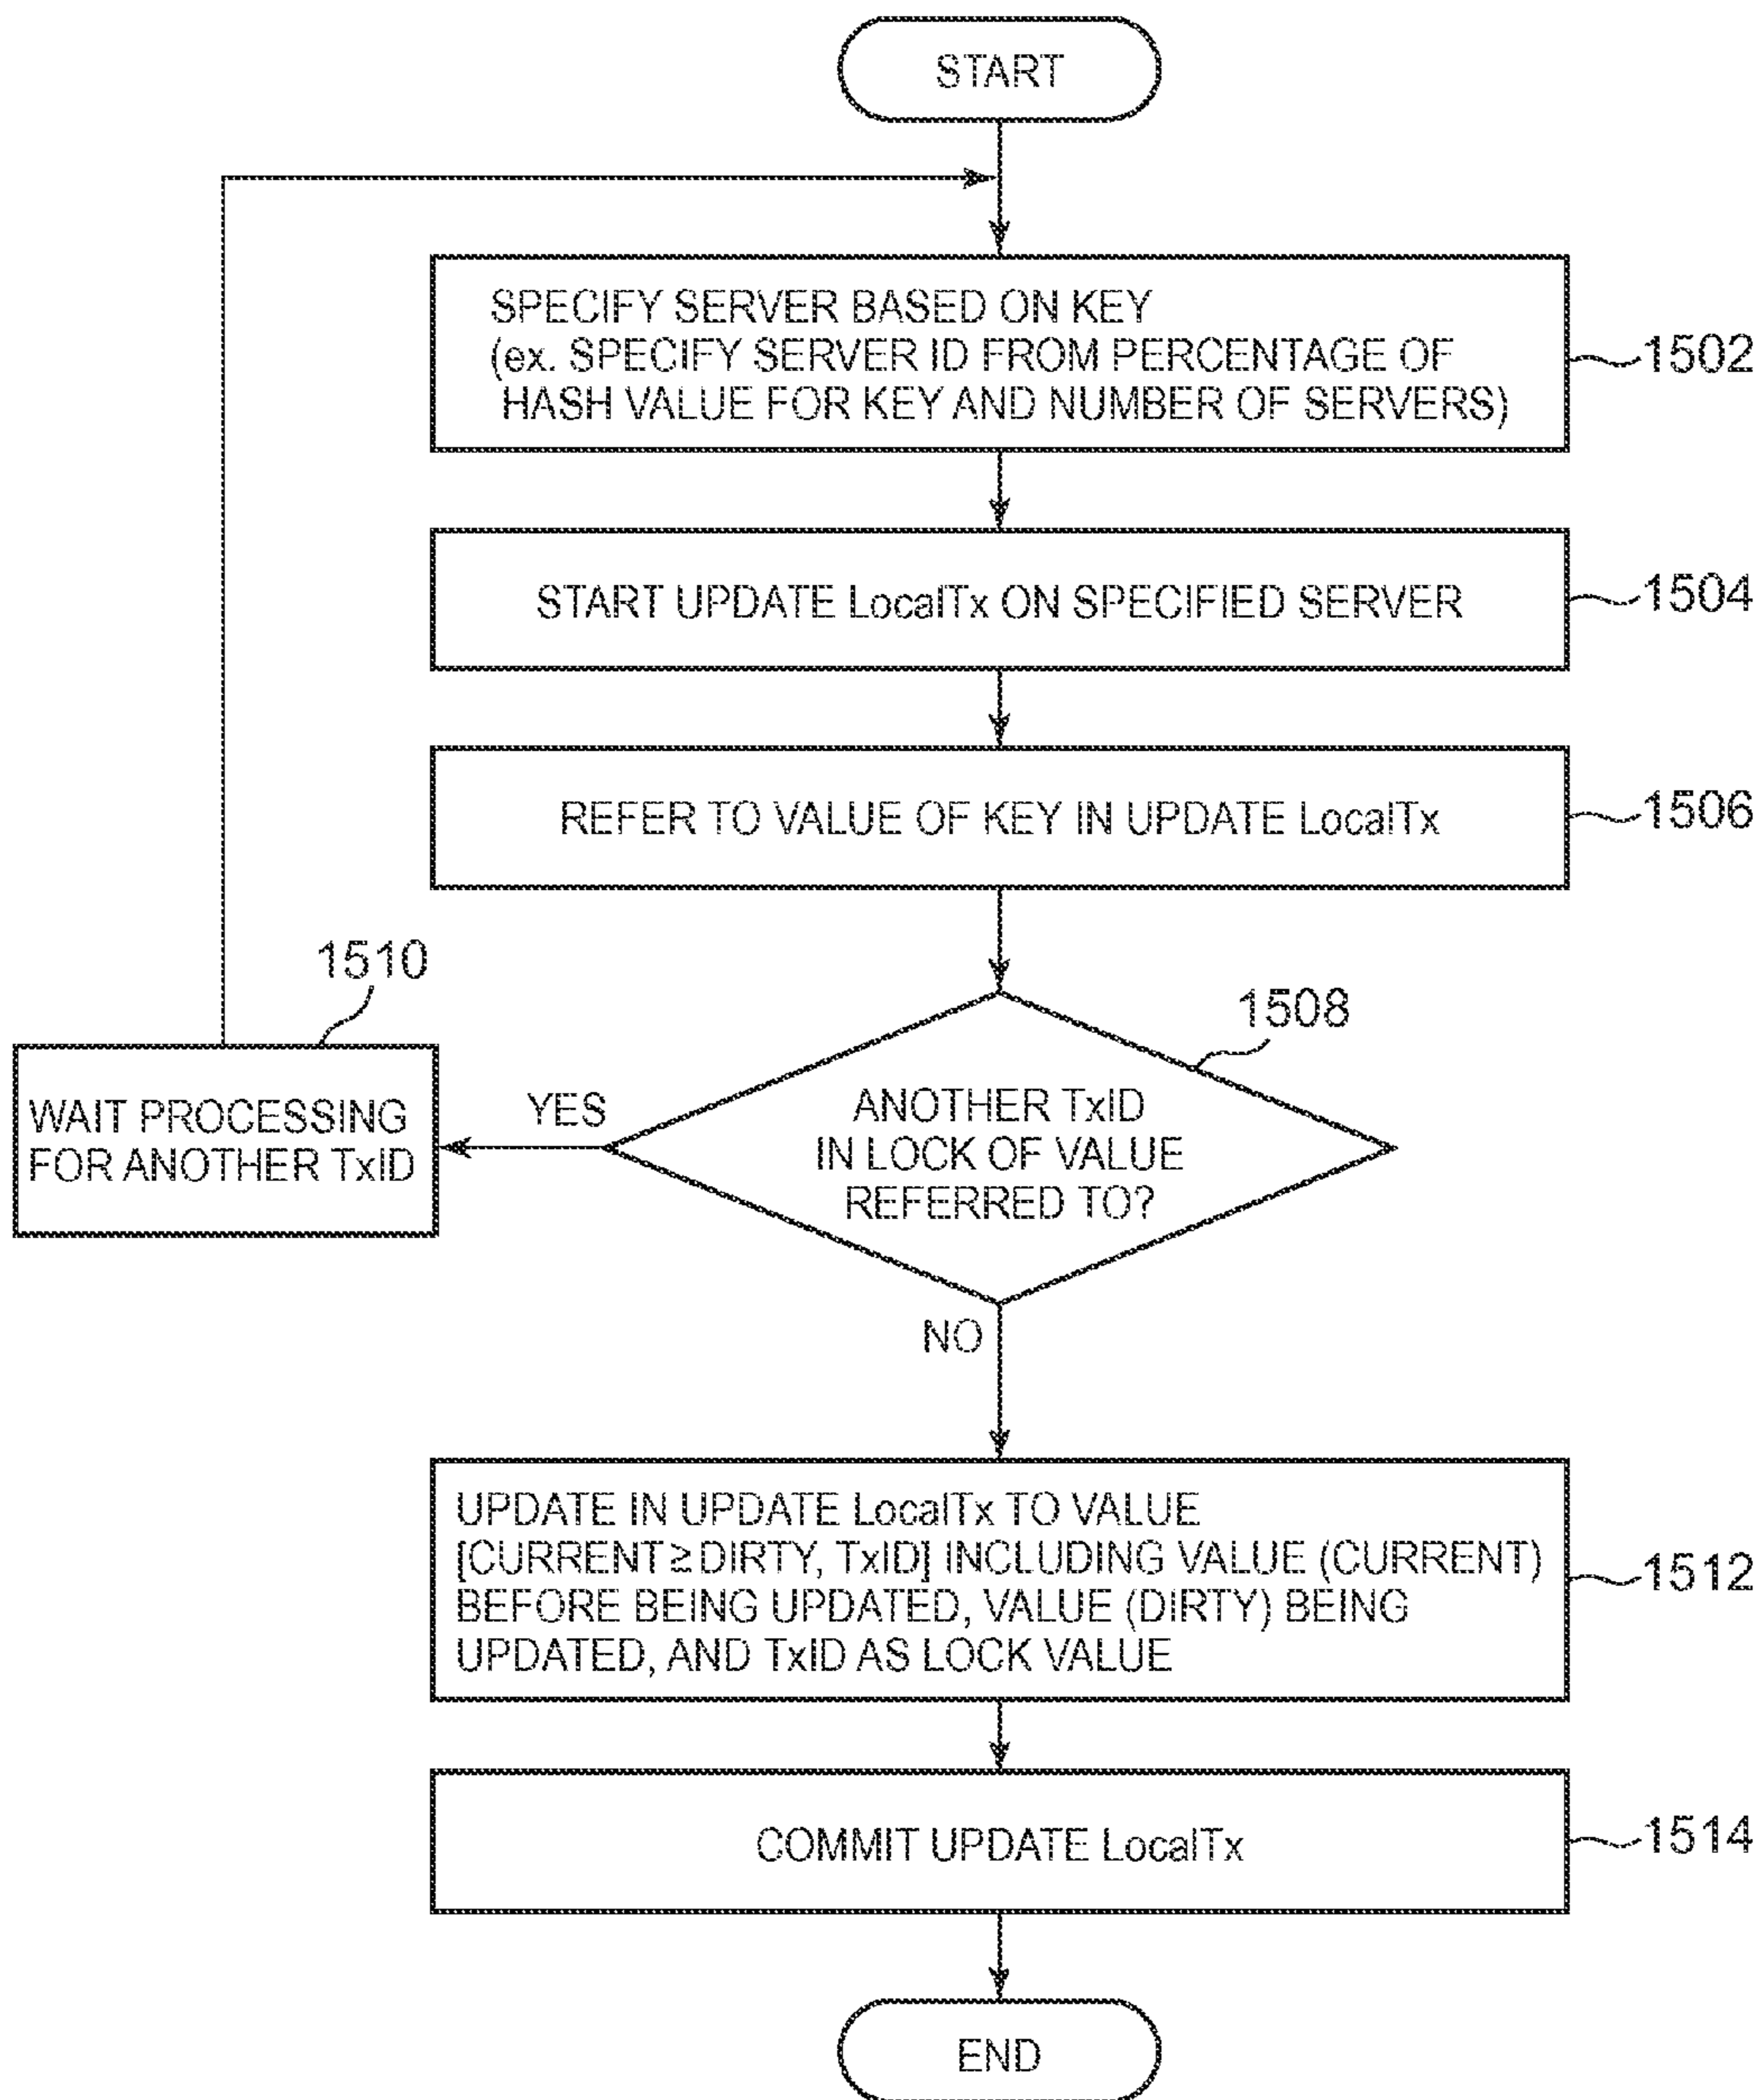 START
SPECIFY SERVER BASED ON KEY
(ex. SPECIFY SERVER ID FROM PERCENTAGE OF
HASH VALUE FOR KEY AND NUMBER OF SERVERS)
1502
START UPDATE LocalTx ON SPECIFIED SERVER
1504
REFER TO VALUE OF KEY IN UPDATE LocalTx
1506
1510
1508
WAIT PROCESSING
FOR ANOTHER TxID
YES
ANOTHER TxID
IN LOCK OF VALUE
REFERRED TO?
NO
UPDATE IN UPDATE LocalTx TO VALUE
[CURRENT≧DIRTY, TxID] INCLUDING VALUE (CURRENT)
BEFORE BEING UPDATED, VALUE (DIRTY) BEING
UPDATED, AND TxID AS LOCK VALUE
1512
COMMIT UPDATE LocalTx
1514
END